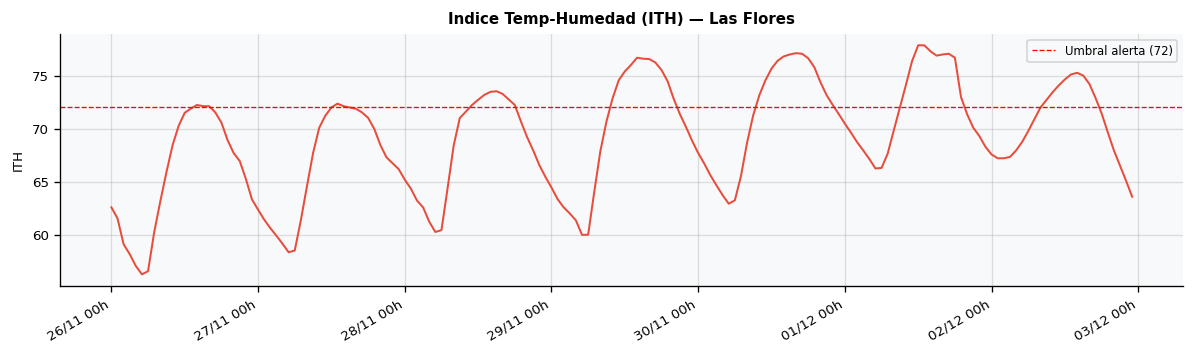 Indice Temp-Humedad (ITH) — Las Flores
Umbral alerta (72)
ITH
75
70
65
60
26/11 00h
27/11 00h
28/11 00h
29/11 00h
30/11 00h
01/12 00h
02/12 00h
03/12 00h